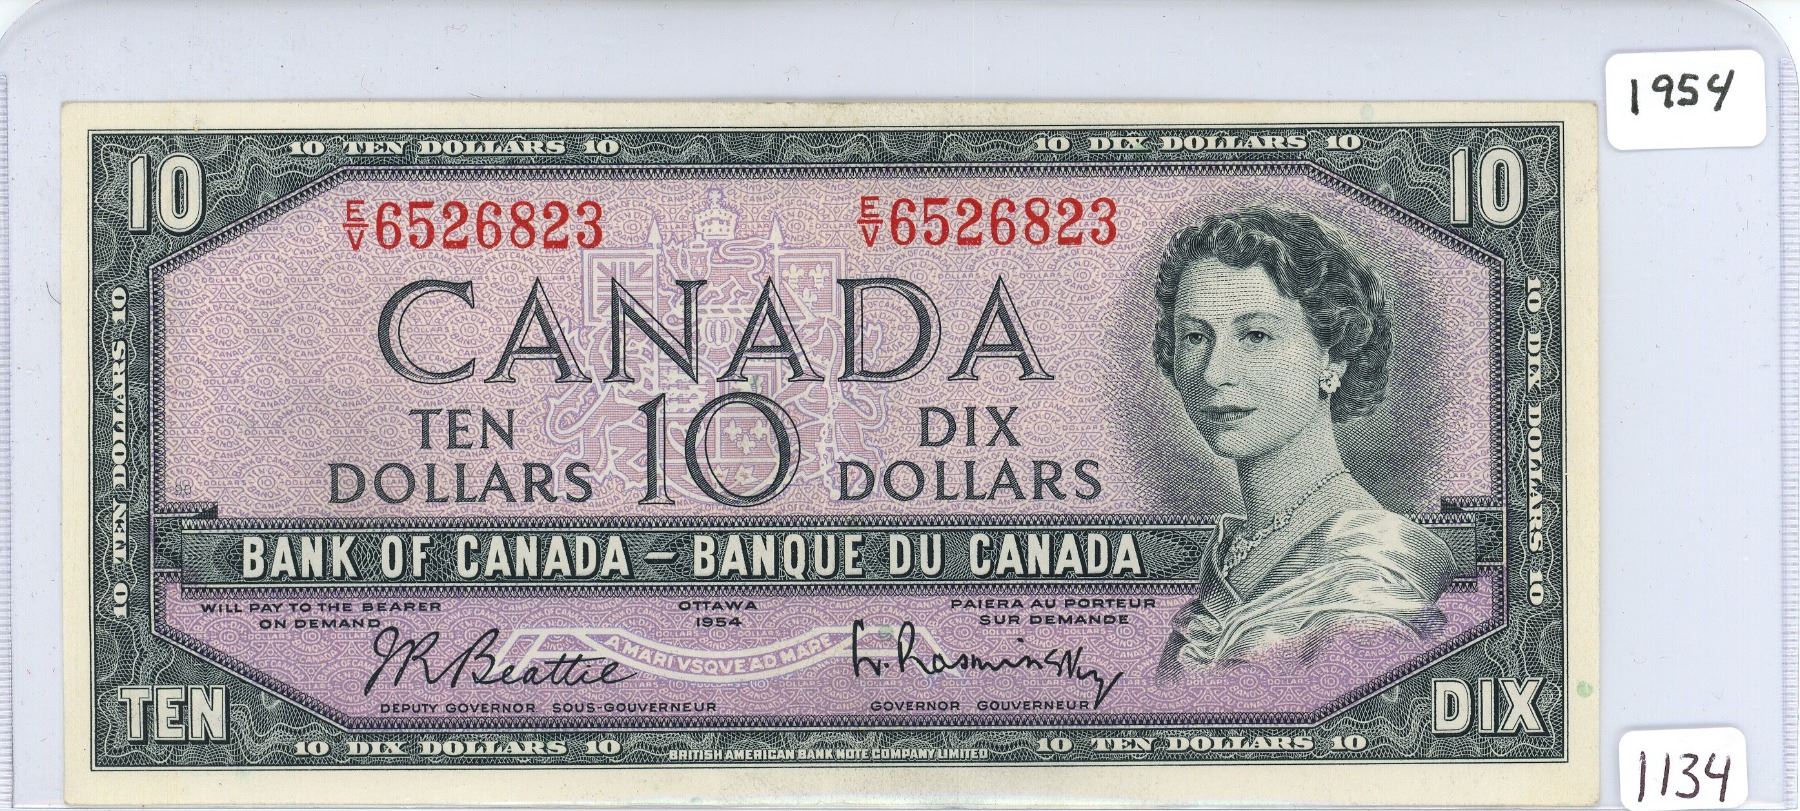 1954
10 TEN DOLLARS 10
10 DIX DOLLARS 10
10
10
E/V 6526823
E/V 6526823
CANADA
TEN DOLLARS
10
DIX DOLLARS
10 TEN DOLLARS 10
10 DIX DOLLARS 10
BANK OF CANADA – BANQUE DU CANADA
WILL PAY TO THE BEARER
ON DEMAND
OTTAWA
1954
PAIERA AU PORTEUR
SUR DEMANDE
A MARI VSQVE AD MARE
J.R. Beattie
L. Rasminsky
DEPUTY GOVERNOR SOUS-GOUVERNEUR
GOVERNOR GOUVERNEUR
TEN
DIX
10 DIX DOLLARS 10
BRITISH AMERICAN BANK NOTE COMPANY LIMITED
10 TEN DOLLARS 10
1134